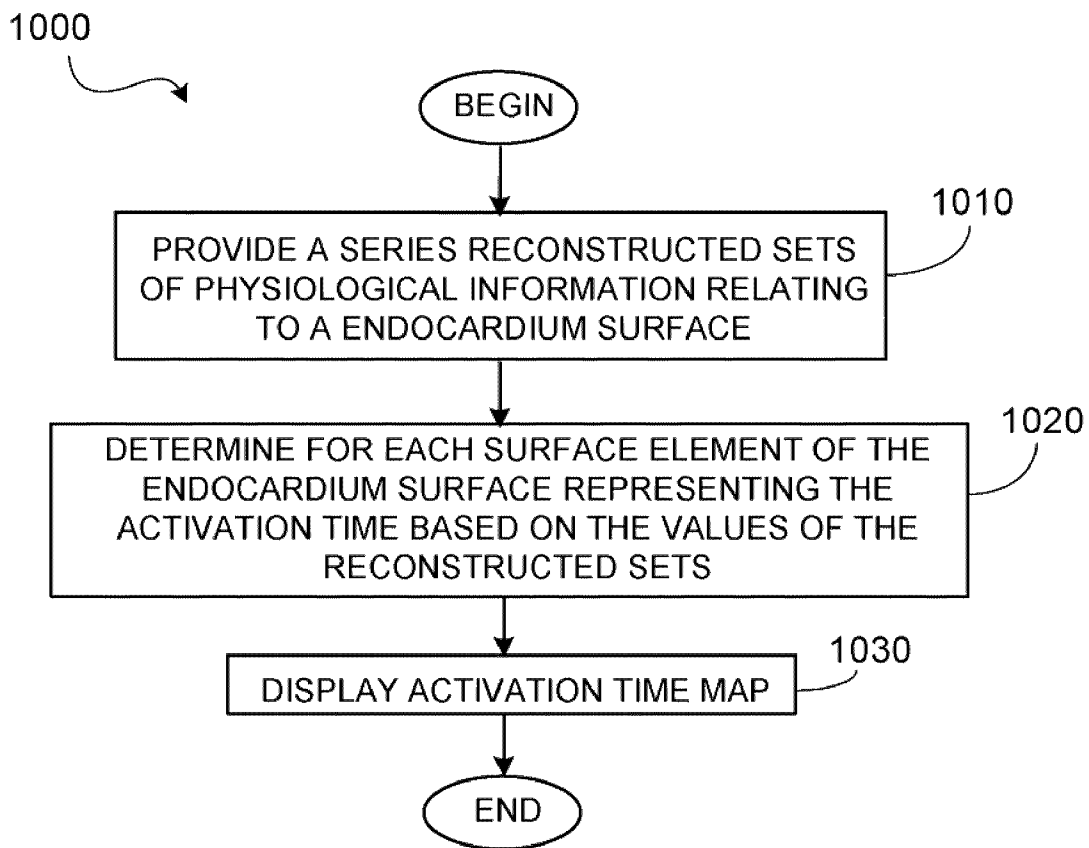 1000
BEGIN
1010
PROVIDE A SERIES RECONSTRUCTED SETS
OF PHYSIOLOGICAL INFORMATION RELATING
TO A ENDOCARDIUM SURFACE
1020
DETERMINE FOR EACH SURFACE ELEMENT OF THE
ENDOCARDIUM SURFACE REPRESENTING THE
ACTIVATION TIME BASED ON THE VALUES OF THE
RECONSTRUCTED SETS
1030
DISPLAY ACTIVATION TIME MAP
END